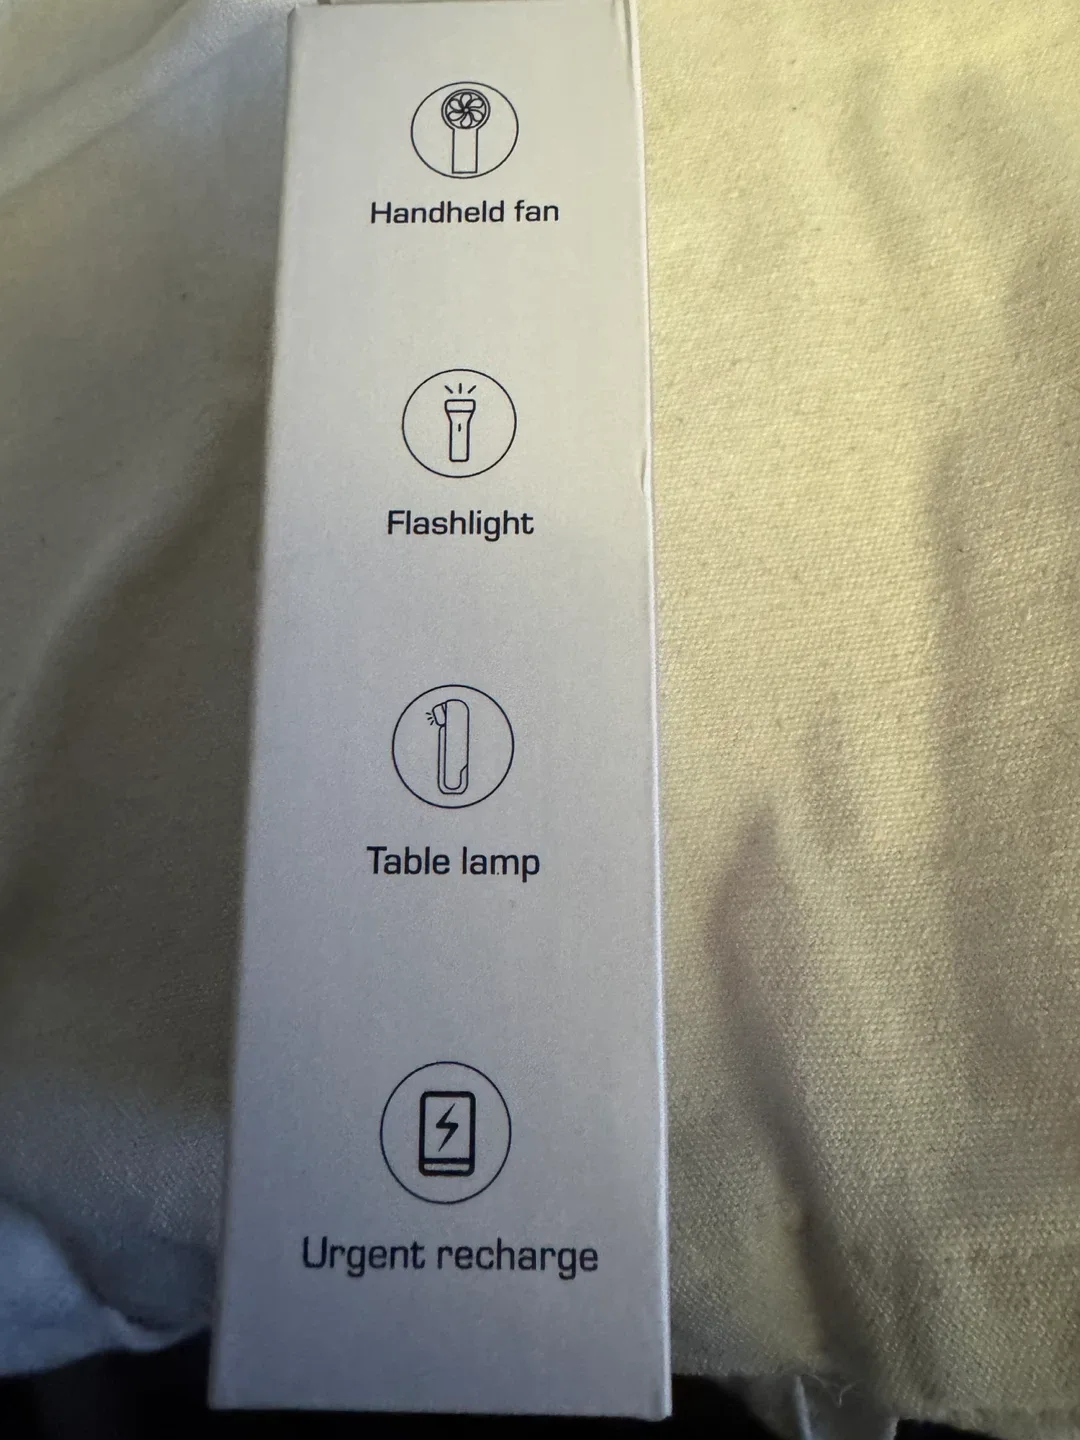 Handheld fan
Flashlight
Table lamp
Urgent recharge